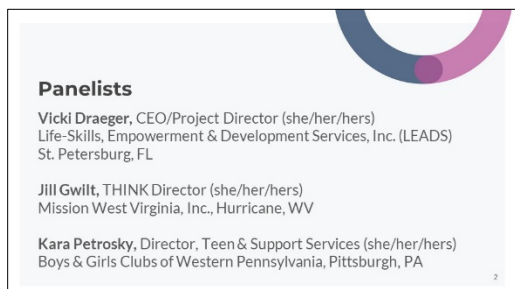 Panelists
Vicki Draeger, CEO/Project Director (she/her/hers)
Life-Skills, Empowerment & Development Services, Inc. (LEADS)
St. Petersburg, FL
Jill Gwilt, THINK Director (she/her/hers)
Mission West Virginia, Inc., Hurricane, WV
Kara Petrosky, Director, Teen & Support Services (she/her/hers)
Boys & Girls Clubs of Western Pennsylvania, Pittsburgh, PA
2